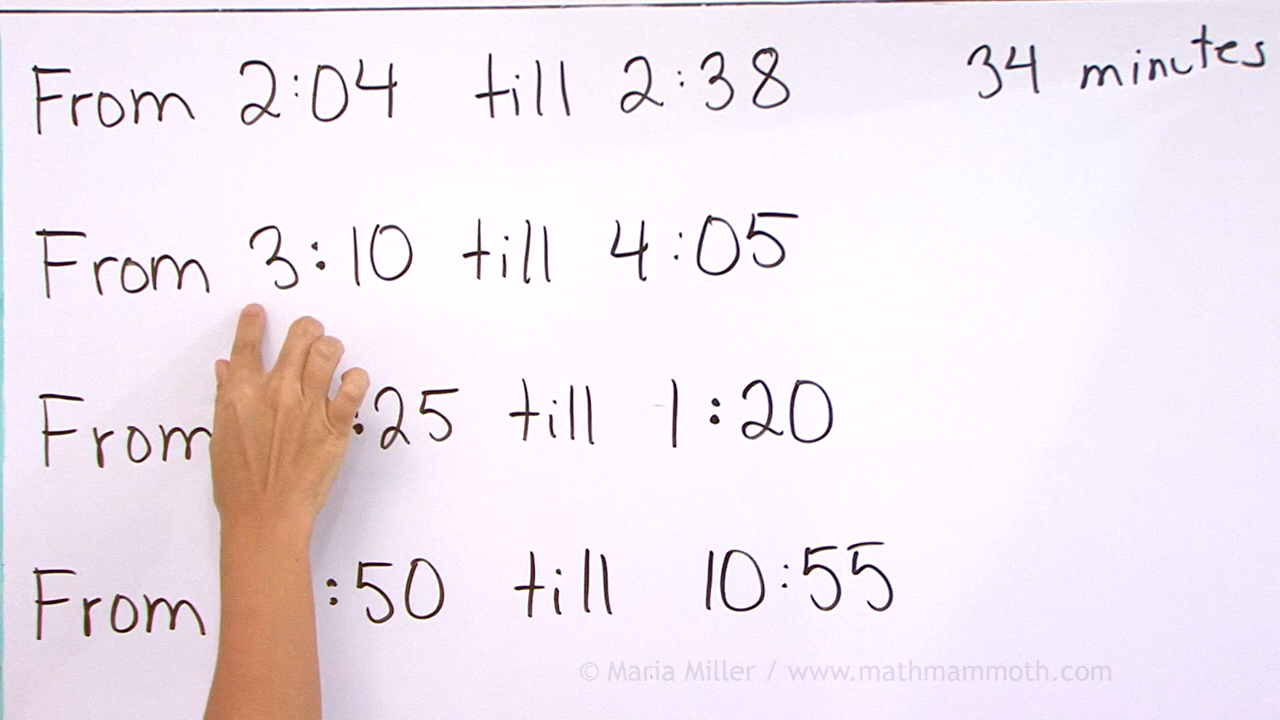 From 2:04 till 2:38 34 minutes
From 3:10 till 4:05
From :25 till 1:20
From :50 till 10:55
© Maria Miller / www.mathmammoth.com